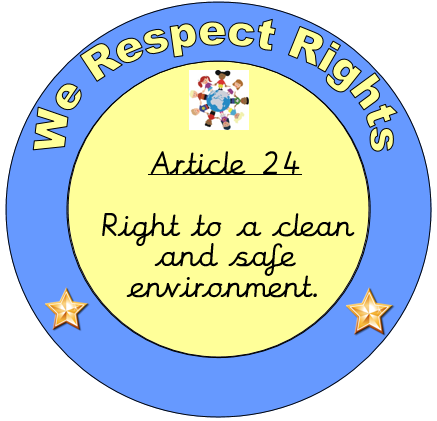 We Respect Rights
Article 24
Right to a clean
and safe
environment.